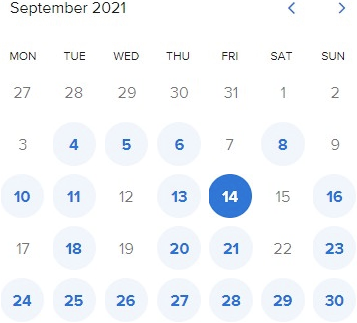 September 2021
MON TUE WED THU FRI SAT SUN
27 28 29 30 31 1 2
3 4 5 6 7 8 9
10 11 12 13 14 15 16
17 18 19 20 21 22 23
24 25 26 27 28 29 30